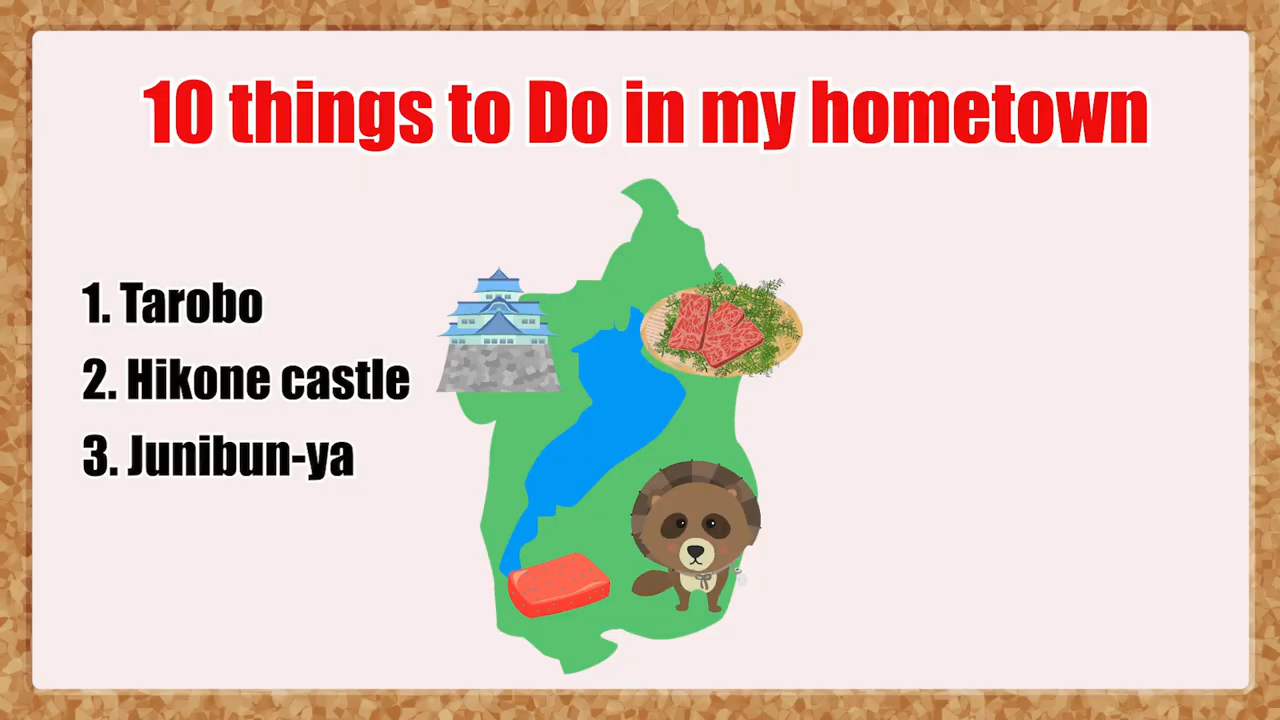 10 things to Do in my hometown
1. Tarobo
2. Hikone castle
3. Junibun-ya